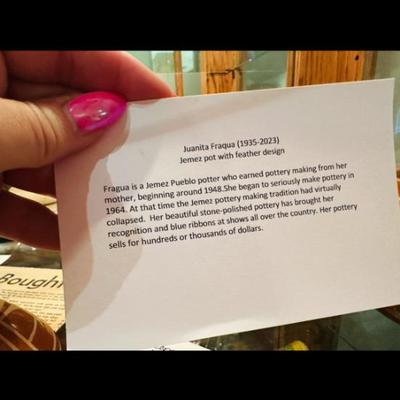 Juanita Fraqua (1935-2023)
Jemez pot with feather design
Fragua is a Jemez Pueblo potter who earned pottery making from her
mother, beginning around 1948.She began to seriously make pottery in
1964. At that time the Jemez pottery making tradition had virtually
collapsed. Her beautiful stone-polished pottery has brought her
recognition and blue ribbons at shows all over the country. Her pottery
sells for hundreds or thousands of dollars.